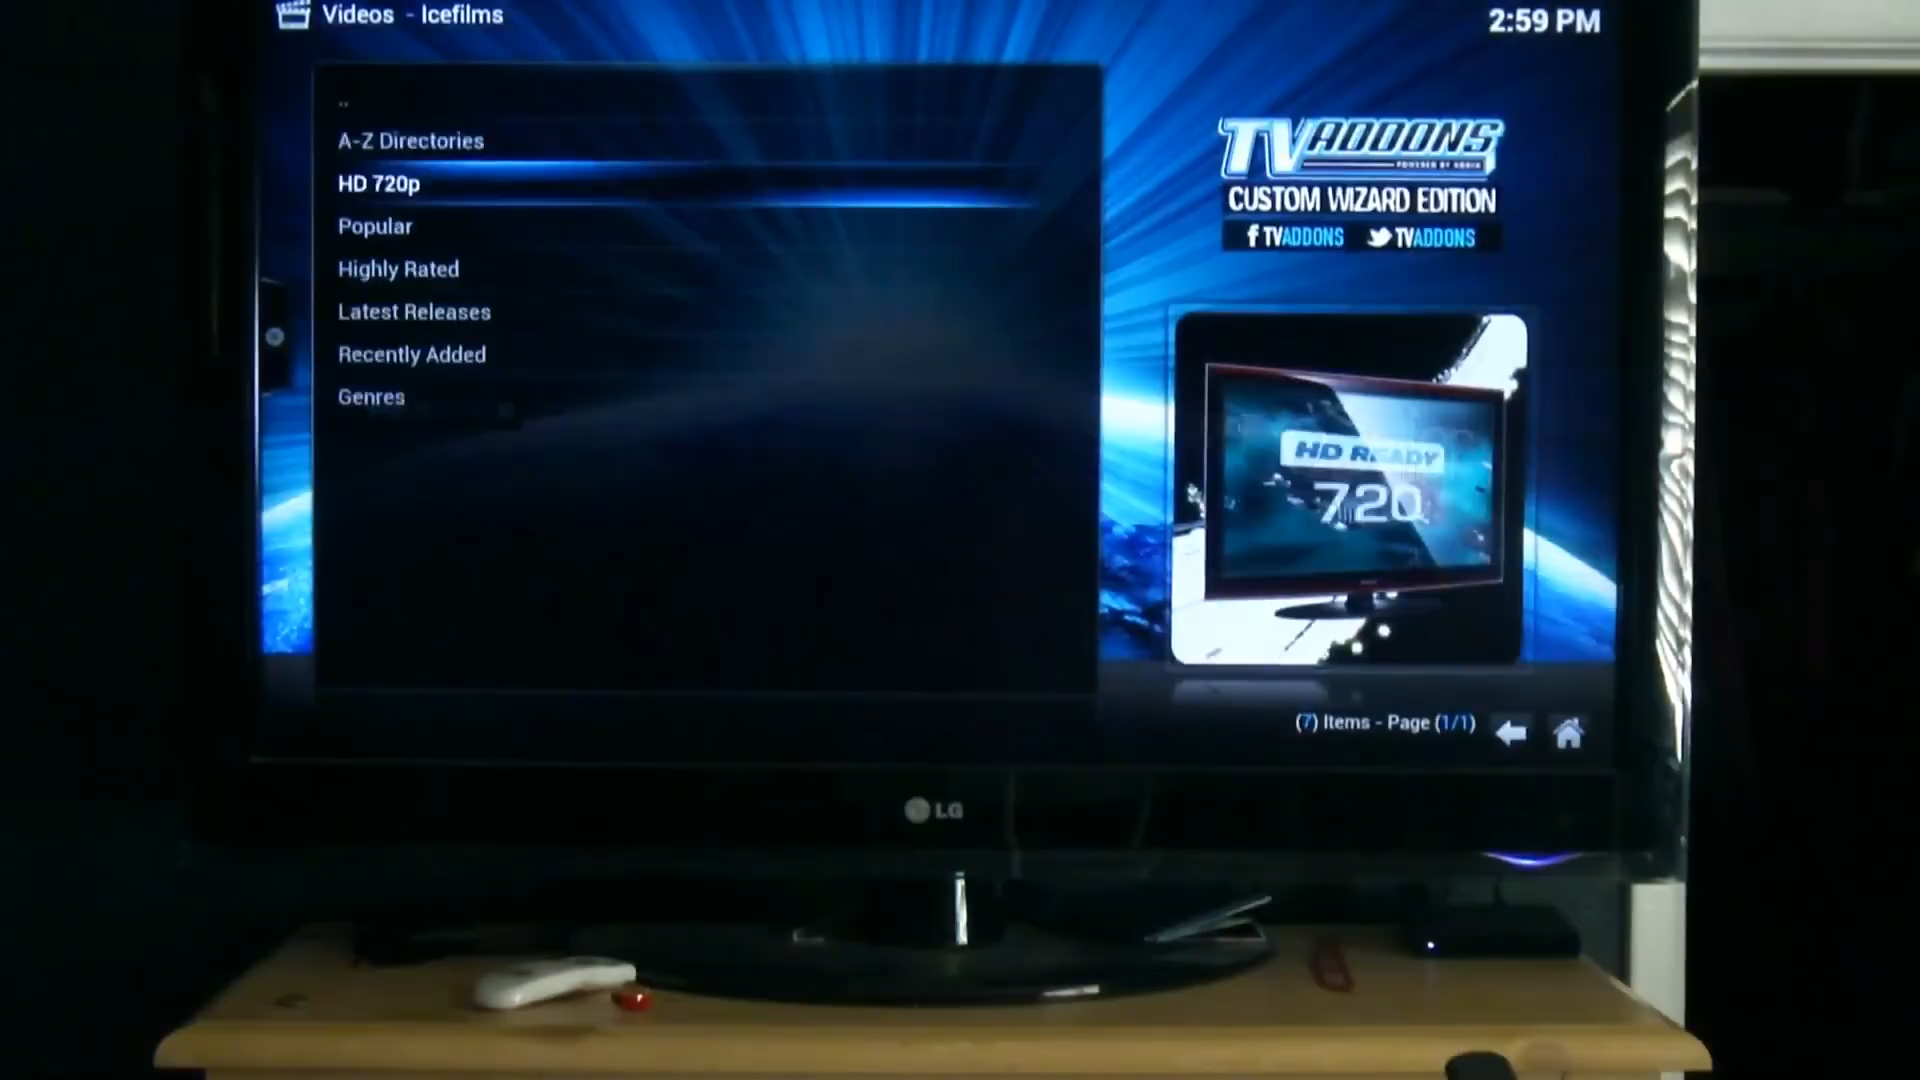 Videos - Icefilms
2:59 PM
..
A-Z Directories
HD 720p
Popular
Highly Rated
Latest Releases
Recently Added
Genres
TVADDONS
CUSTOM WIZARD EDITION
f TVADDONS TVADDONS
HD READY
720
(7) Items - Page (1/1)
LG